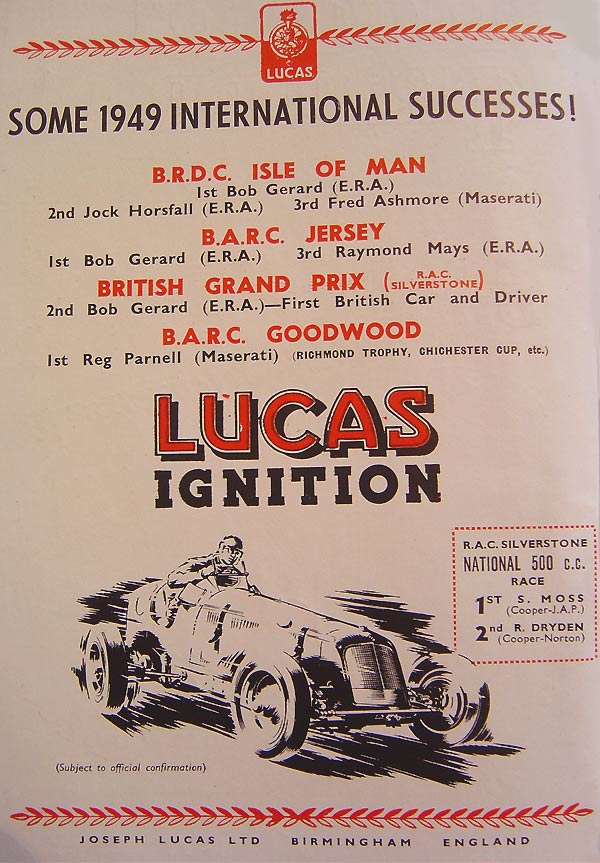 LUCAS
SOME 1949 INTERNATIONAL SUCCESSES!
B.R.D.C. ISLE OF MAN
1st Bob Gerard (E.R.A.)
2nd Jock Horsfall (E.R.A.) 3rd Fred Ashmore (Maserati)
B.A.R.C. JERSEY
1st Bob Gerard (E.R.A.) 3rd Raymond Mays (E.R.A.)
BRITISH GRAND PRIX (R.A.C. SILVERSTONE)
2nd Bob Gerard (E.R.A.)—First British Car and Driver
B.A.R.C. GOODWOOD
1st Reg Parnell (Maserati) (RICHMOND TROPHY, CHICHESTER CUP, etc.)
LUCAS
IGNITION
R.A.C. SILVERSTONE
NATIONAL 500 C.C.
RACE
1ST S. MOSS
(Cooper-J.A.P.)
2nd R. DRYDEN
(Cooper-Norton)
(Subject to official confirmation)
JOSEPH LUCAS LTD BIRMINGHAM ENGLAND